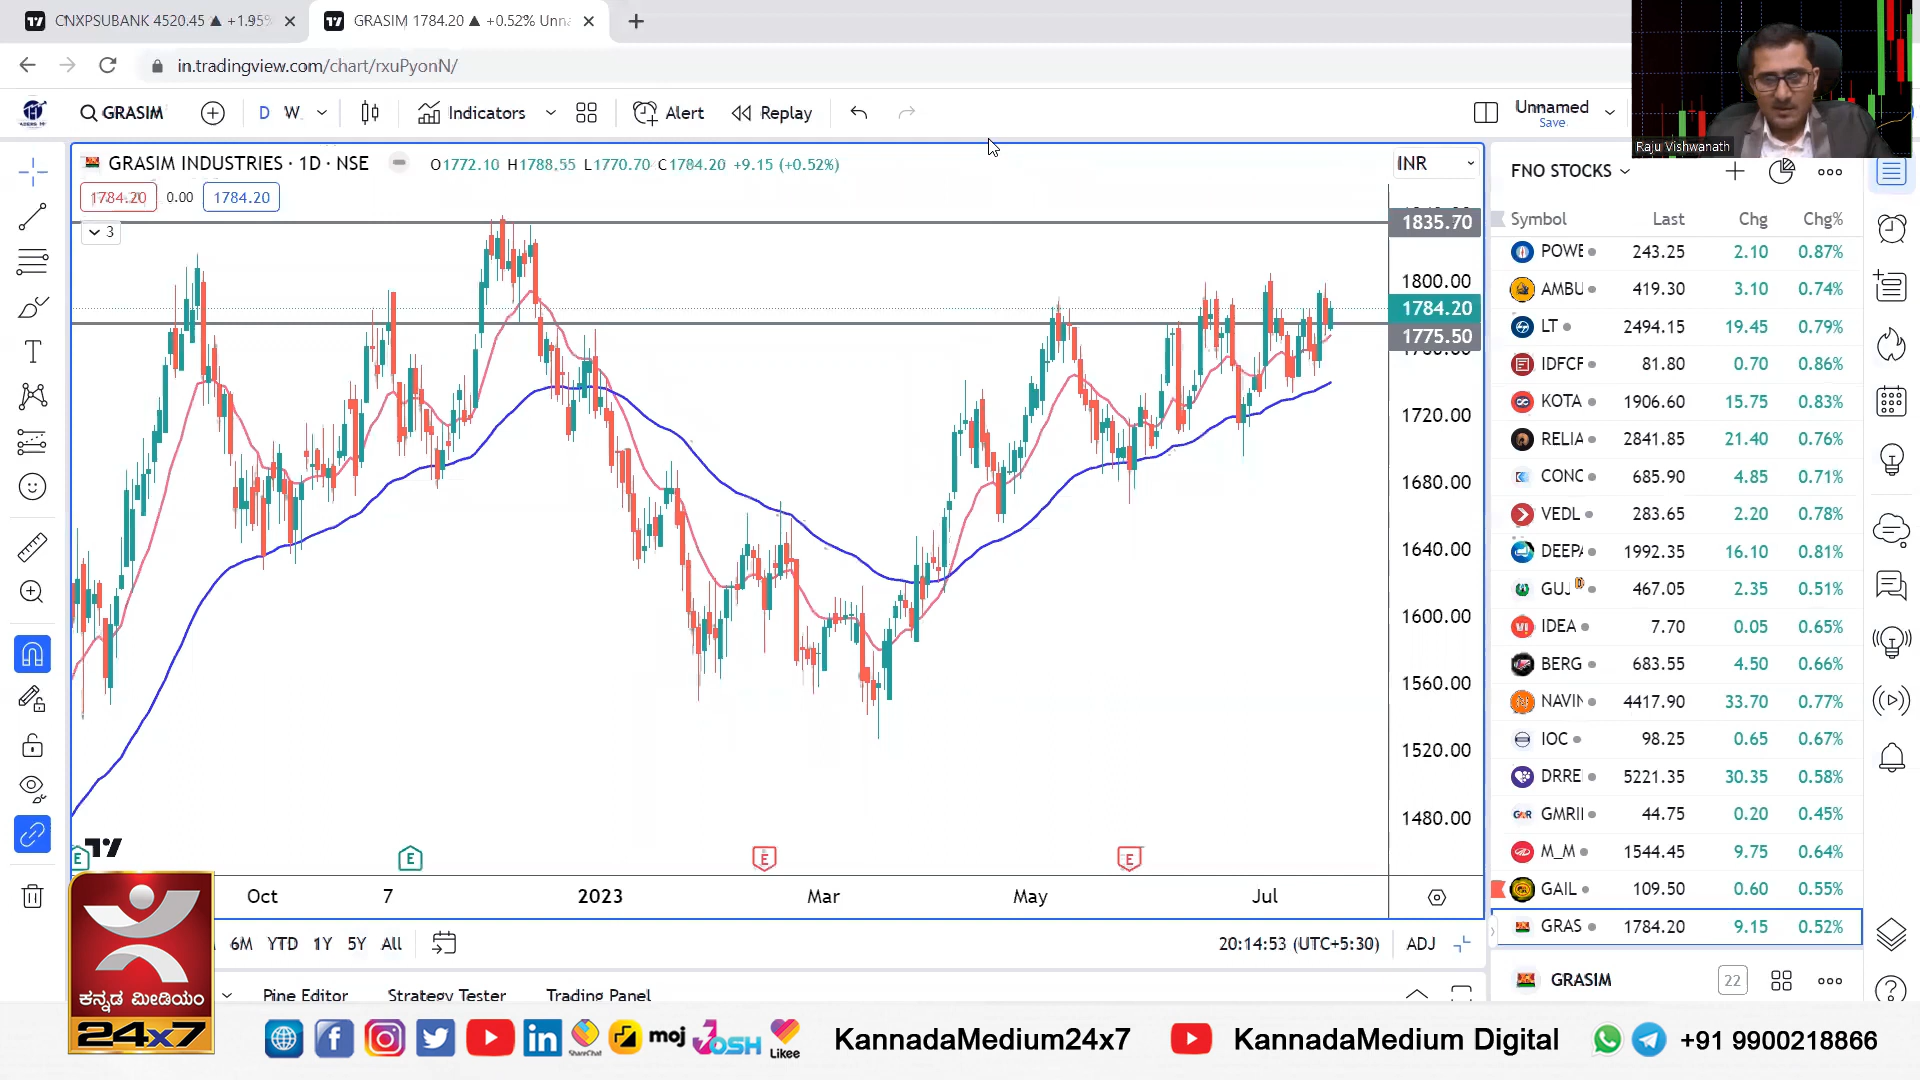 CNXPSUBANK 4520.45 ▲ +1.95%
GRASIM 1784.20 ▲ +0.52% Unna
in.tradingview.com/chart/rxuPyonN/
GRASIM D W Indicators Alert Replay Unnamed
Save
Raju Vishwanath
GRASIM INDUSTRIES · 1D · NSE O1772.10 H1788.55 L1770.70 C1784.20 +9.15 (+0.52%) INR
1784.20 0.00 1784.20
3
1835.70
1800.00
1784.20
1775.50
1720.00
1680.00
1640.00
1600.00
1560.00
1520.00
1480.00
E E E E
Oct 7 2023 Mar May Jul
6M YTD 1Y 5Y All 20:14:53 (UTC+5:30) ADJ
Pine Editor Strategy Tester Trading Panel
FNO STOCKS
Symbol Last Chg Chg%
POWE 243.25 2.10 0.87%
AMBU 419.30 3.10 0.74%
LT 2494.15 19.45 0.79%
IDFCF 81.80 0.70 0.86%
KOTA 1906.60 15.75 0.83%
RELIA 2841.85 21.40 0.76%
CONC 685.90 4.85 0.71%
VEDL 283.65 2.20 0.78%
DEEPA 1992.35 16.10 0.81%
GUJ 467.05 2.35 0.51%
IDEA 7.70 0.05 0.65%
BERG 683.55 4.50 0.66%
NAVIN 4417.90 33.70 0.77%
IOC 98.25 0.65 0.67%
DRRE 5221.35 30.35 0.58%
GMRII 44.75 0.20 0.45%
M_M 1544.45 9.75 0.64%
GAIL 109.50 0.60 0.55%
GRAS 1784.20 9.15 0.52%
GRASIM 22
ಕನ್ನಡ ಮೀಡಿಯಂ
24x7
ShareChat moj JOSH Likee KannadaMedium24x7 KannadaMedium Digital +91 9900218866